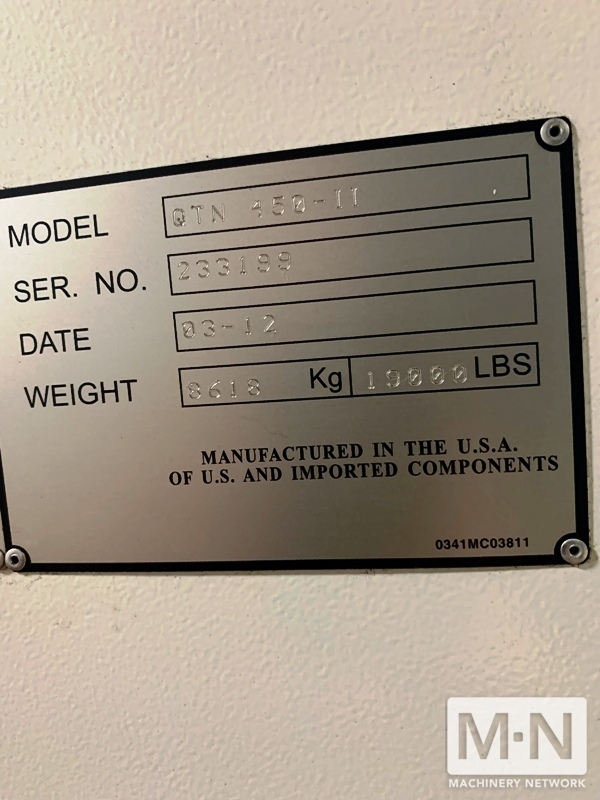 MODEL QTN 450-II
SER. NO. 233199
DATE 03-12
WEIGHT 8618 Kg 19000 LBS
MANUFACTURED IN THE U.S.A.
OF U.S. AND IMPORTED COMPONENTS
0341MC03811
M·N
MACHINERY NETWORK